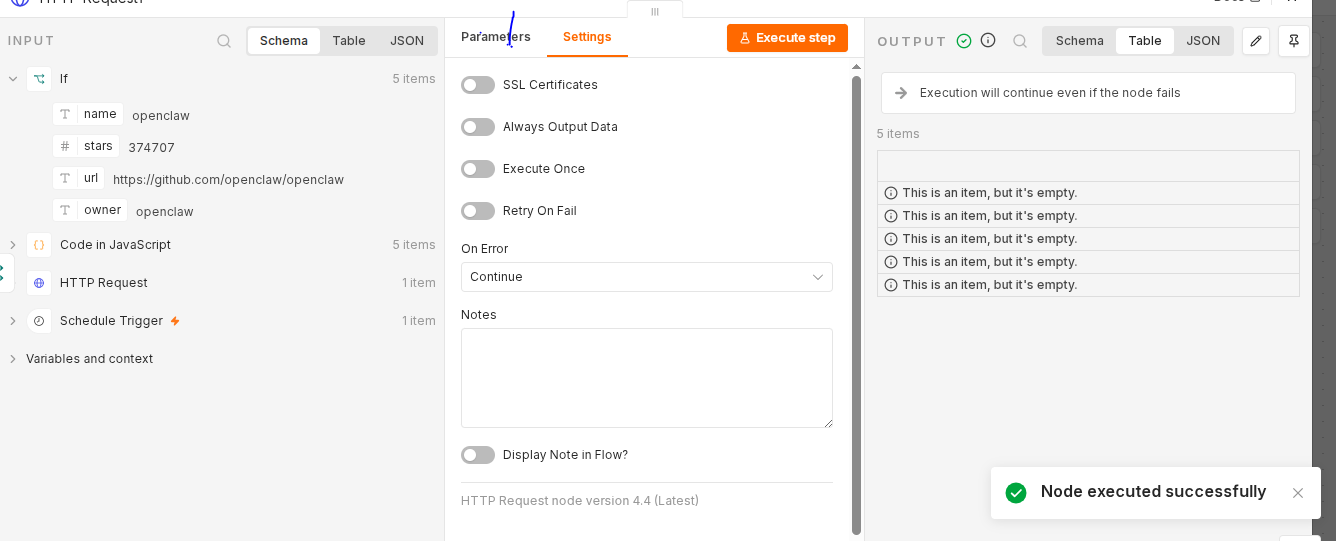 INPUT
Schema
Table
JSON
If
5 items
name
openclaw
# stars
374707
url
https://github.com/openclaw/openclaw
owner
openclaw
Code in JavaScript
5 items
HTTP Request
1 item
Schedule Trigger
1 item
Variables and context
Parameters
Settings
Execute step
SSL Certificates
Always Output Data
Execute Once
Retry On Fail
On Error
Continue
Notes
Display Note in Flow?
HTTP Request node version 4.4 (Latest)
OUTPUT
Schema
Table
JSON
Execution will continue even if the node fails
5 items
This is an item, but it's empty.
This is an item, but it's empty.
This is an item, but it's empty.
This is an item, but it's empty.
This is an item, but it's empty.
Node executed successfully